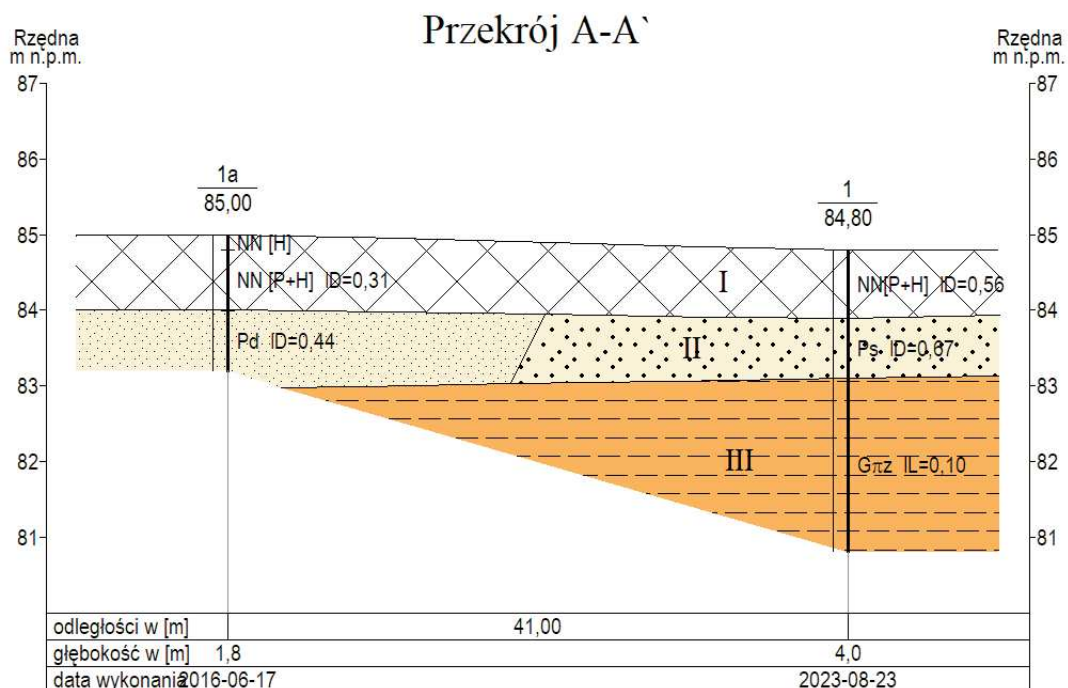 Przekrój A-A`
Rzędna
m n.p.m.
Rzędna
m n.p.m.
87
87
86
86
1a
85,00
1
84,80
85
85
NN [H]
NN [P+H] ID=0,31
I
NN[P+H] ID=0,56
84
84
Pd ID=0,44
II
Ps ID=0,67
83
83
82
82
III
Gπz IL=0,10
81
81
odległości w [m]
41,00
głębokość w [m] 1,8 4,0
data wykonania 2016-06-17 2023-08-23